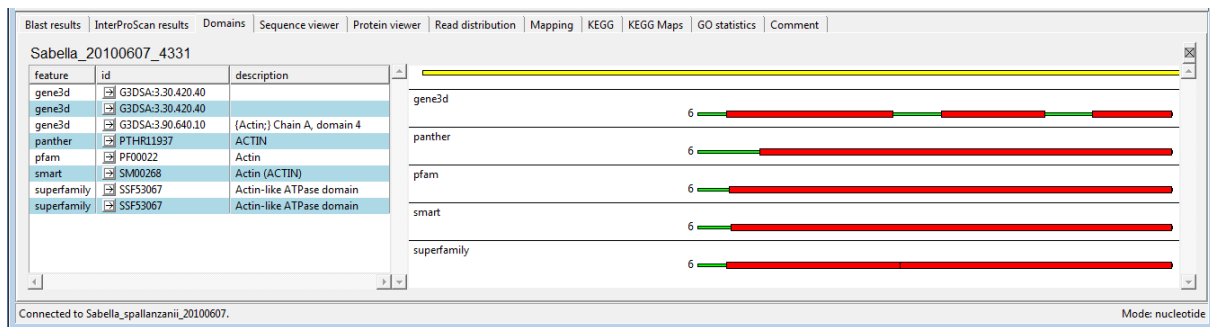 Blast results InterProScan results Domains Sequence viewer Protein viewer Read distribution Mapping KEGG KEGG Maps GO statistics Comment
Sabella_20100607_4331
feature id description
gene3d G3DSA:3.30.420.40
gene3d G3DSA:3.30.420.40
gene3d G3DSA:3.90.640.10 {Actin;} Chain A, domain 4
panther PTHR11937 ACTIN
pfam PF00022 Actin
smart SM00268 Actin (ACTIN)
superfamily SSF53067 Actin-like ATPase domain
superfamily SSF53067 Actin-like ATPase domain
gene3d
6
panther
6
pfam
6
smart
6
superfamily
6
Connected to Sabella_spallanzanii_20100607. Mode: nucleotide